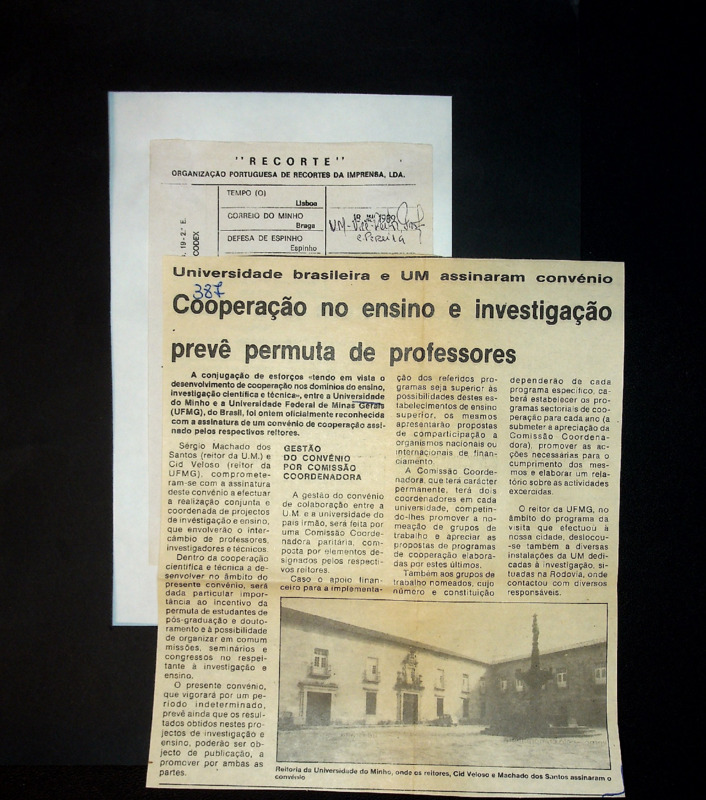 "RECORTE"
ORGANIZAÇÃO PORTUGUESA DE RECORTES DA IMPRENSA, LDA.
TEMPO (O)
Lisboa
CORREIO DO MINHO
Braga
DEFESA DE ESPINHO
Espinho
19-2.º E.
CODEX
1989
Universidade brasileira e UM assinaram convénio
387
Cooperação no ensino e investigação
prevê permuta de professores
A conjugação de esforços «tendo em vista o
desenvolvimento de cooperação nos domínios do ensino,
investigação científica e técnica», entre a Universidade
do Minho e a Universidade Federal de Minas Gerais
(UFMG), do Brasil, foi ontem oficialmente reconhecida
com a assinatura de um convénio de cooperação assi-
nado pelos respectivos reitores.
Sérgio Machado dos
Santos (reitor da U.M.) e
Cid Veloso (reitor da
UFMG), compromete-
ram-se com a assinatura
deste convénio a efectuar
a realização conjunta e
coordenada de projectos
de investigação e ensino,
que envolverão o inter-
câmbio de professores,
investigadores e técnicos.
Dentro da cooperação
científica e técnica a de-
senvolver no âmbito do
presente convénio, será
dada particular impor-
tância ao incentivo da
permuta de estudantes de
pós-graduação e douto-
ramento e à possibilidade
de organizar em comum
missões, seminários e
congressos no respei-
tante à investigação e
ensino.
O presente convénio,
que vigorará por um pe-
ríodo indeterminado,
prevê ainda que os resul-
tados obtidos nestes pro-
jectos de investigação e
ensino, poderão ser ob-
jecto de publicação, a
promover por ambas as
partes.
GESTÃO
DO CONVÉNIO
POR COMISSÃO
COORDENADORA
A gestão do convénio
de colaboração entre a
U.M. e a universidade do
país irmão, será feita por
uma Comissão Coorde-
nadora paritária, com-
posta por elementos de-
signados pelos respecti-
vos reitores.
Caso o apoio finan-
ceiro para a implementa-
ção dos referidos pro-
gramas seja superior às
possibilidades destes es-
tabelecimentos de ensino
superior, os mesmos
apresentarão propostas
de comparticipação a
organismos nacionais ou
internacionais de finan-
ciamento.
A Comissão Coorde-
nadora, que terá carácter
permanente, terá dois
coordenadores em cada
universidade, competin-
do-lhes promover a no-
meação de grupos de
trabalho e apreciar as
propostas de programas
de cooperação elabora-
das por estes últimos.
Também aos grupos de
trabalho nomeados, cujo
número e constituição
dependerão de cada
programa específico, ca-
berá estabelecer os pro-
gramas sectoriais de coo-
peração para cada ano (a
submeter à apreciação da
Comissão Coordena-
dora), promover as ac-
ções necessárias para o
cumprimento dos mes-
mos e elaborar um rela-
tório sobre as actividades
exercidas.
O reitor da UFMG, no
âmbito do programa da
visita que efectuou à
nossa cidade, deslocou-
se também a diversas
instalações da UM dedi-
cadas à investigação, si-
tuadas na Rodovia, onde
contactou com diversos
responsáveis.
Reitoria da Universidade do Minho, onde os reitores, Cid Veloso e Machado dos Santos assinaram o
convénio